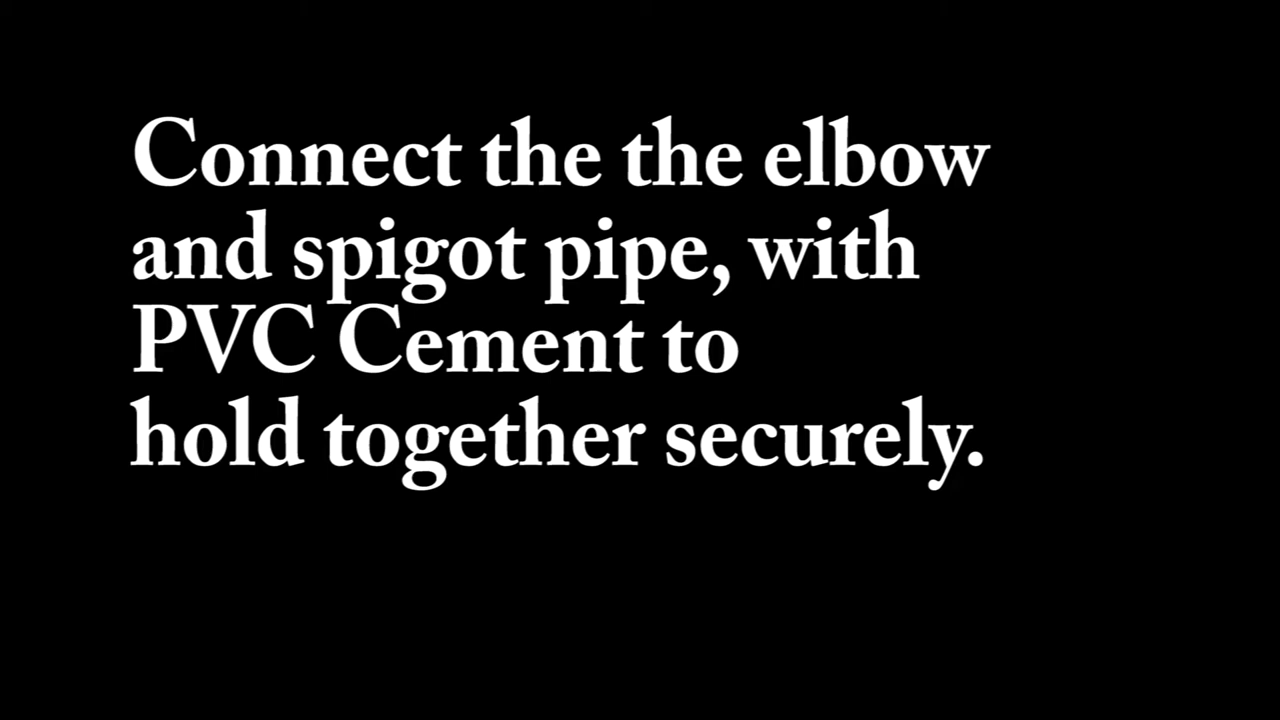 Connect the the elbow
and spigot pipe, with
PVC Cement to
hold together securely.